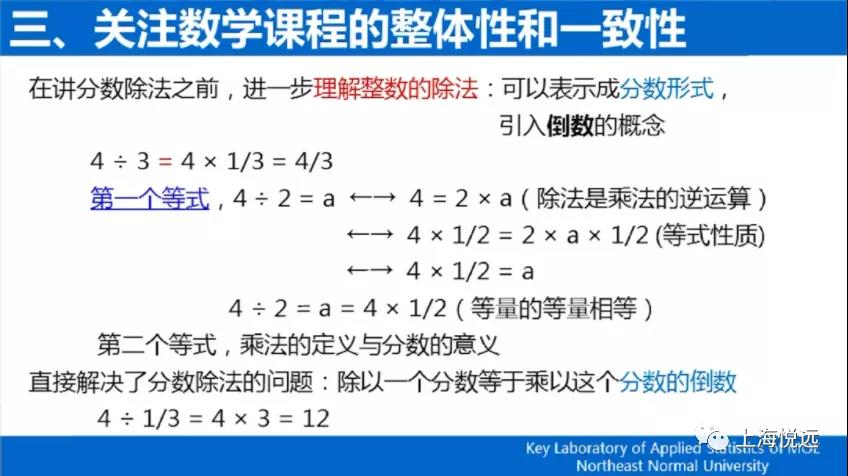 三、关注数学课程的整体性和一致性
在讲分数除法之前，进一步理解整数的除法：可以表示成分数形式，
引入倒数的概念
4 ÷ 3 = 4 × 1/3 = 4/3
第一个等式，4 ÷ 2 = a ←→ 4 = 2 × a（除法是乘法的逆运算）
←→ 4 × 1/2 = 2 × a × 1/2 (等式性质)
←→ 4 × 1/2 = a
4 ÷ 2 = a = 4 × 1/2（等量的等量相等）
第二个等式，乘法的定义与分数的意义
直接解决了分数除法的问题：除以一个分数等于乘以这个分数的倒数
4 ÷ 1/3 = 4 × 3 = 12
上海悦远
Key Laboratory of Applied Statistics of MOE
Northeast Normal University